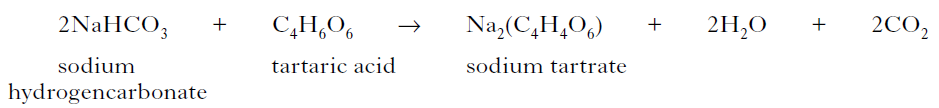 2NaHCO₃ + C₄H₆O₆ → Na₂(C₄H₄O₆) + 2H₂O + 2CO₂
sodium tartaric acid sodium tartrate
hydrogencarbonate